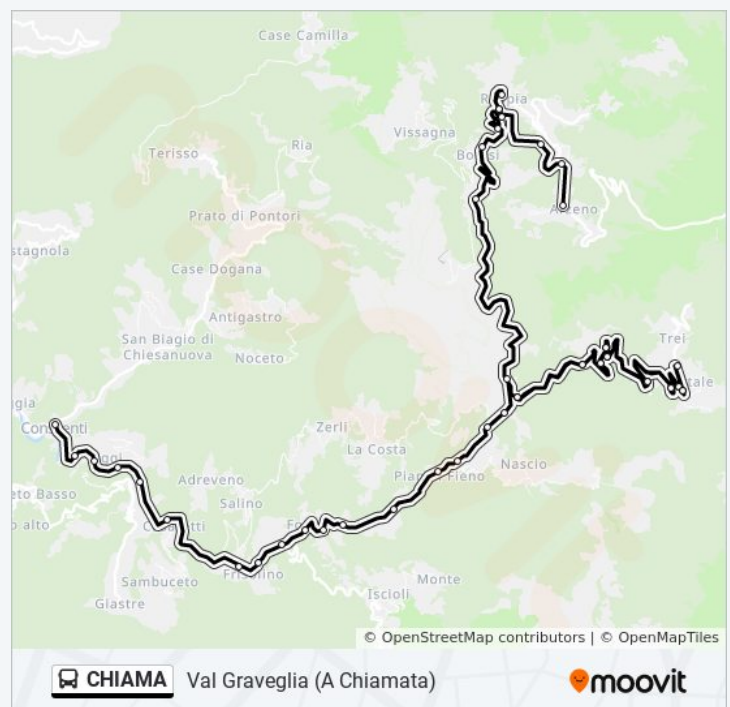 Case Camilla
Vissagna
Ria
Terisso
Prato di Pontori
stagnola
Case Dogana
Antigastro
San Biagio di
Chiesanuova
Noceto
Trei
Zerli
La Costa
Nascio
Adreveno
Salino
eto Basso
o alto
Sambuceto
Giastre
Monte
Iscioli
© OpenStreetMap contributors | © OpenMapTiles
CHIAMA
Val Graveglia (A Chiamata)
moovit